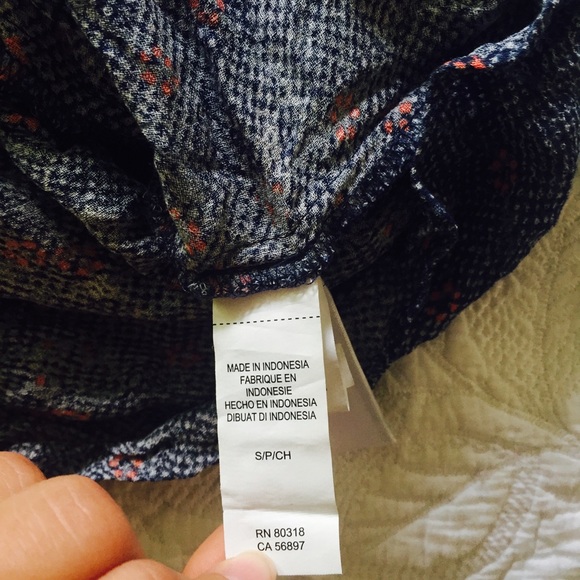 MADE IN INDONESIA
FABRIQUE EN
INDONESIE
HECHO EN INDONESIA
DIBUAT DI INDONESIA
S/P/CH
RN 80318
CA 56897